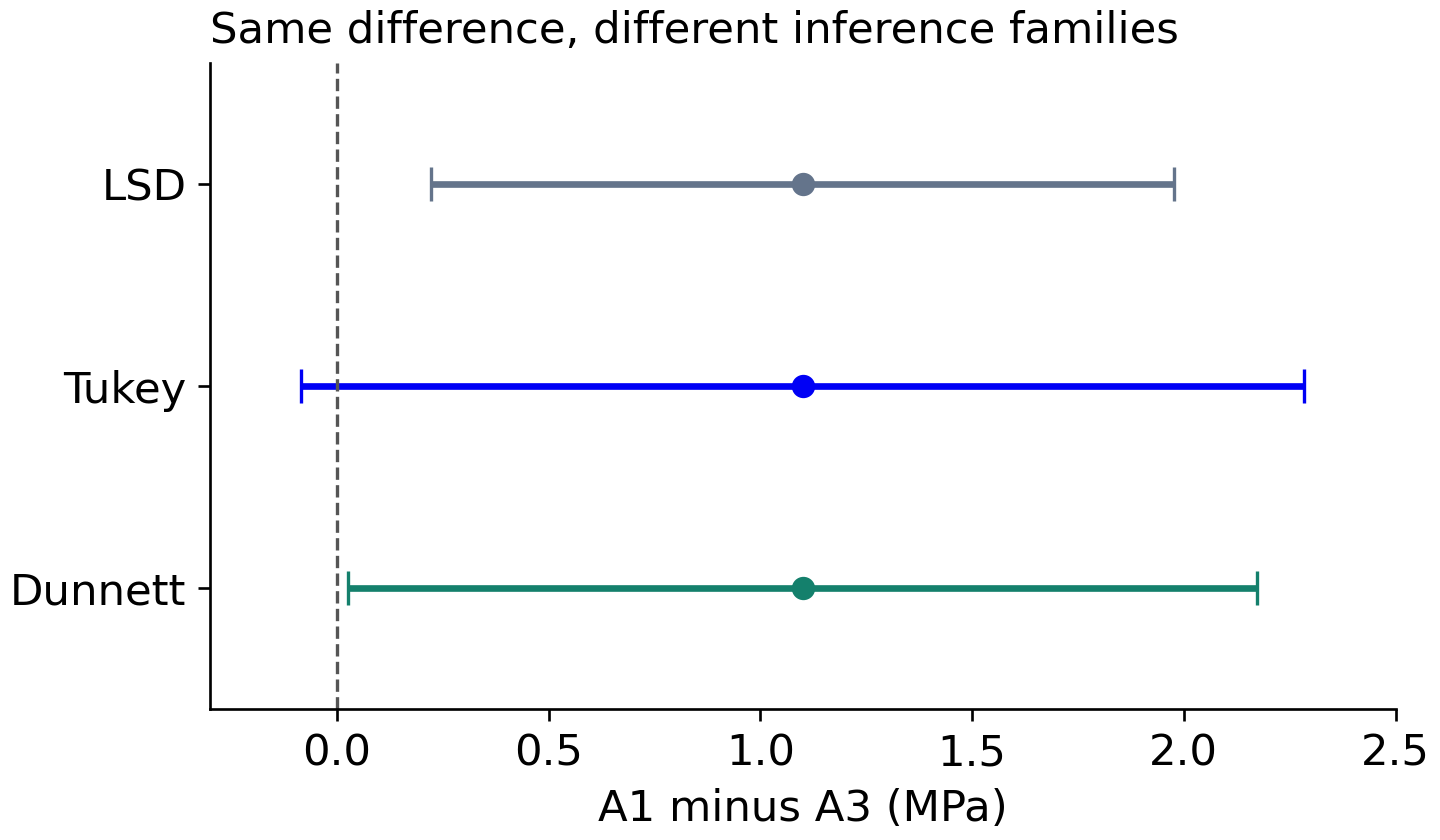 Same difference, different inference families
LSD
Tukey
Dunnett
0.0 0.5 1.0 1.5 2.0 2.5
A1 minus A3 (MPa)